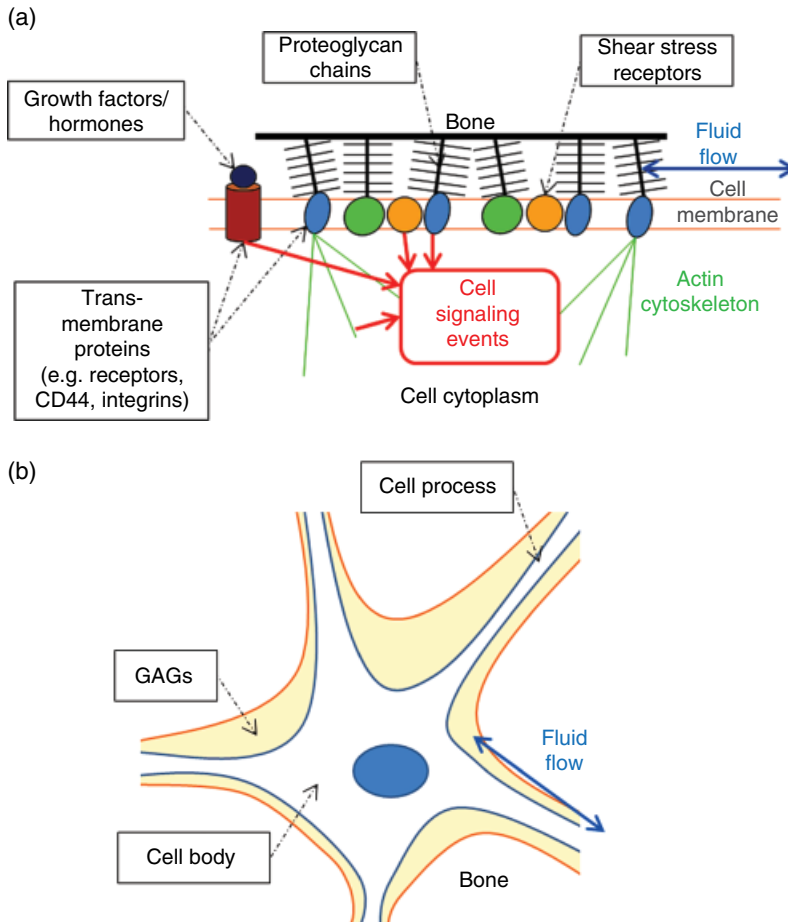 (a)
Proteoglycan
chains
Shear stress
receptors
Growth factors/
hormones
Bone
Fluid
flow
Cell
membrane
Trans-
membrane
proteins
(e.g. receptors,
CD44, integrins)
Cell
signaling
events
Actin
cytoskeleton
Cell cytoplasm
(b)
Cell process
GAGs
Fluid
flow
Cell body
Bone